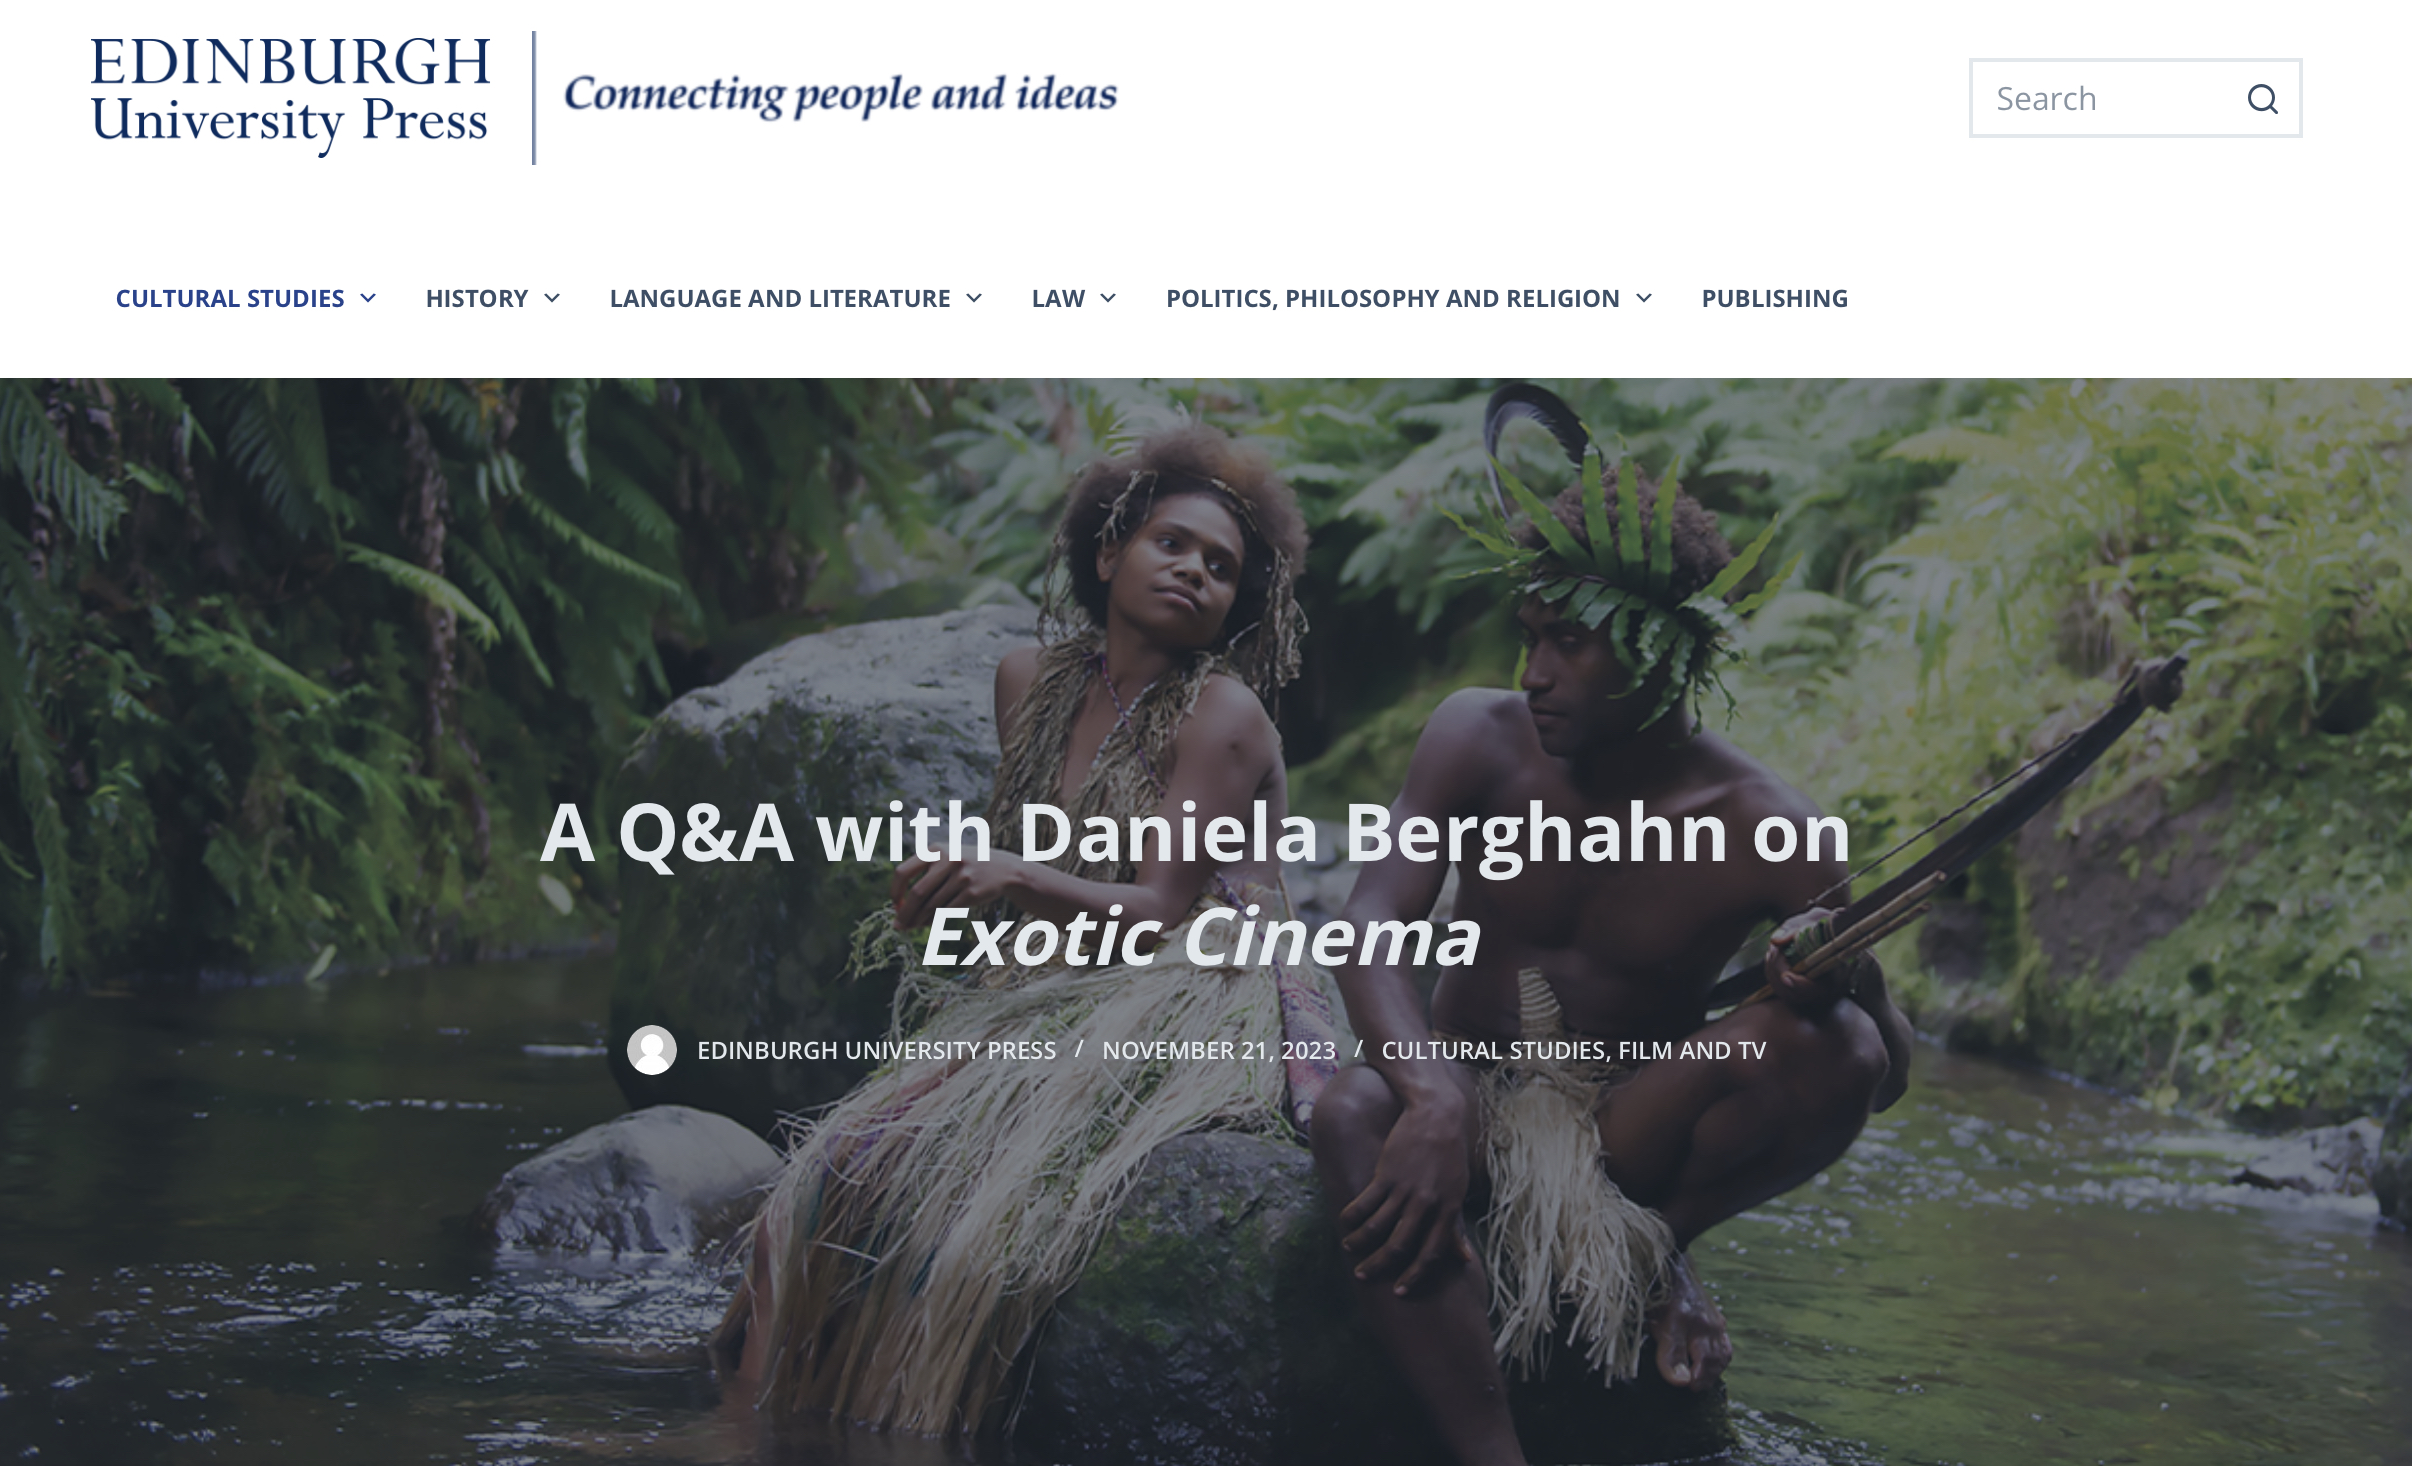 EDINBURGH
University Press
Connecting people and ideas
Search
CULTURAL STUDIES HISTORY LANGUAGE AND LITERATURE LAW POLITICS, PHILOSOPHY AND RELIGION PUBLISHING
A Q&A with Daniela Berghahn on
Exotic Cinema
EDINBURGH UNIVERSITY PRESS / NOVEMBER 21, 2023 / CULTURAL STUDIES, FILM AND TV